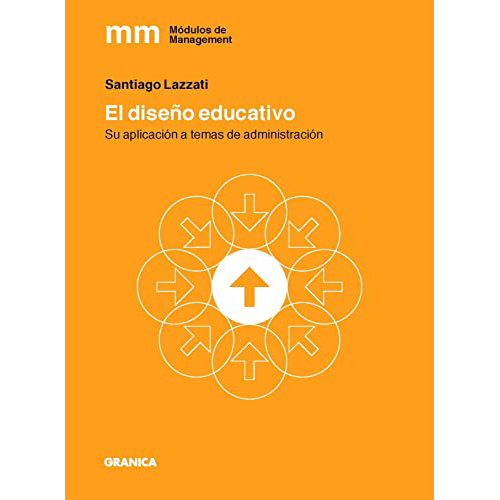 mm
Módulos de
Management
Santiago Lazzati
El diseño educativo
Su aplicación a temas de administración
GRANICA